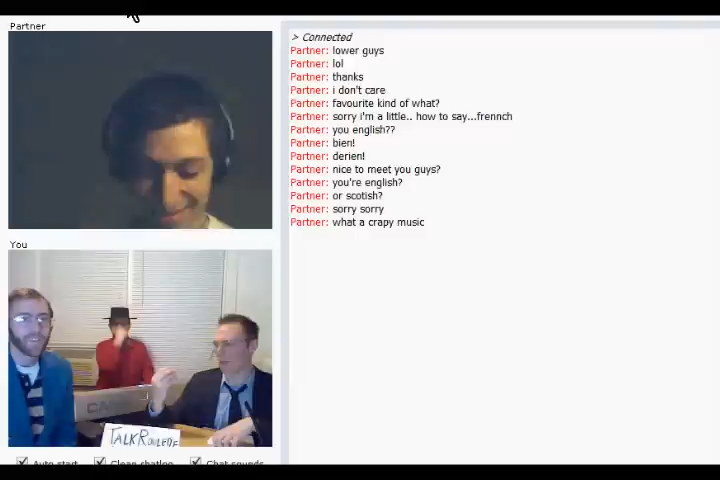 Partner
> Connected
Partner: lower guys
Partner: lol
Partner: thanks
Partner: i don't care
Partner: favourite kind of what?
Partner: sorry i'm a little.. how to say...frennch
Partner: you english??
Partner: bien!
Partner: derien!
Partner: nice to meet you guys?
Partner: you're english?
Partner: or scotish?
Partner: sorry sorry
Partner: what a crapy music
You
CASIO
TALKROULETTE
Auto start
Clean chatlog
Chat sounds